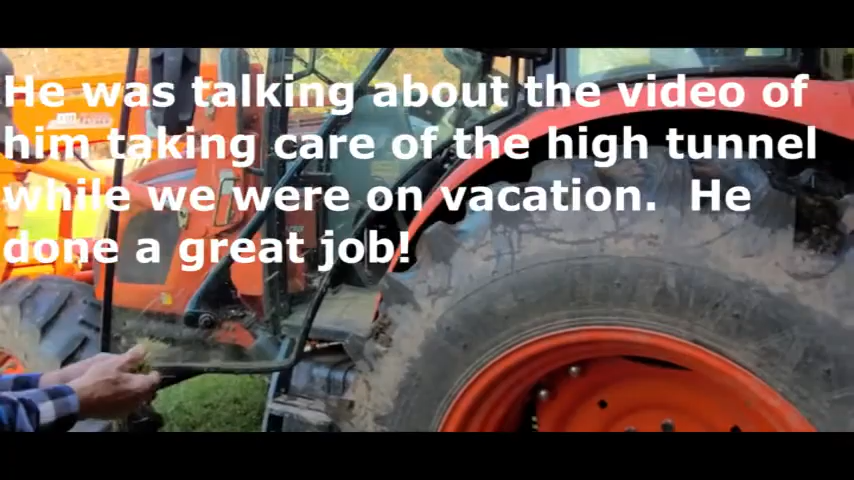 He was talking about the video of
him taking care of the high tunnel
while we were on vacation.  He
done a great job!